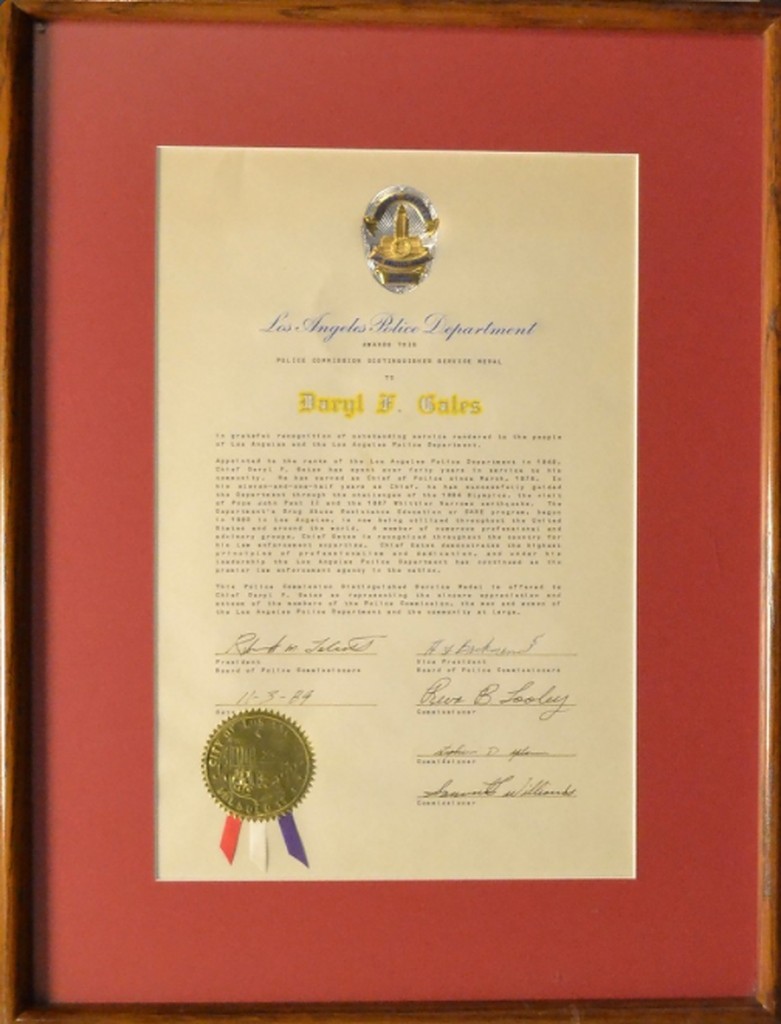 Los Angeles Police Department
AWARDS THIS
POLICE COMMISSION DISTINGUISHED SERVICE MEDAL
TO
Daryl F. Gates
in grateful recognition of outstanding service rendered to the people
of Los Angeles and the Los Angeles Police Department.
Appointed to the ranks of the Los Angeles Police Department in 1949,
Chief Daryl F. Gates has spent over forty years in service to his
community. He has served as Chief of Police since March, 1978. In
his eleven-and-one-half years as Chief, he has successfully guided
the Department through the challenges of the 1984 Olympics, the visit
of Pope John Paul II and the 1987 Whittier Narrows earthquake. The
Department's Drug Abuse Resistance Education or DARE program, begun
in 1983 in Los Angeles, is now being utilized throughout the United
States and around the world. A member of numerous professional and
advisory groups, Chief Gates is recognized throughout the country for
his law enforcement expertise. Chief Gates demonstrates the highest
principles of professionalism and dedication, and under his
leadership the Los Angeles Police Department has continued as the
premier law enforcement agency in the nation.
This Police Commission Distinguished Service Medal is offered to
Chief Daryl F. Gates as representing the sincere appreciation and
esteem of the members of the Police Commission, the men and women of
the Los Angeles Police Department and the community at large.
President
Board of Police Commissioners
Vice President
Board of Police Commissioners
11-3-89
Date
Reva B Tooley
Commissioner
Commissioner
Samuel L Williams
Commissioner
CITY OF LOS